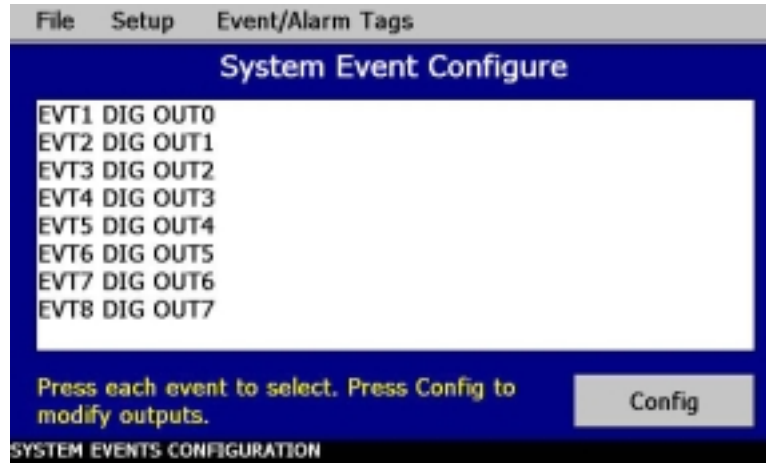 File Setup Event/Alarm Tags
System Event Configure
EVT1 DIG OUT0
EVT2 DIG OUT1
EVT3 DIG OUT2
EVT4 DIG OUT3
EVT5 DIG OUT4
EVT6 DIG OUT5
EVT7 DIG OUT6
EVT8 DIG OUT7
Press each event to select. Press Config to
modify outputs.
Config
SYSTEM EVENTS CONFIGURATION